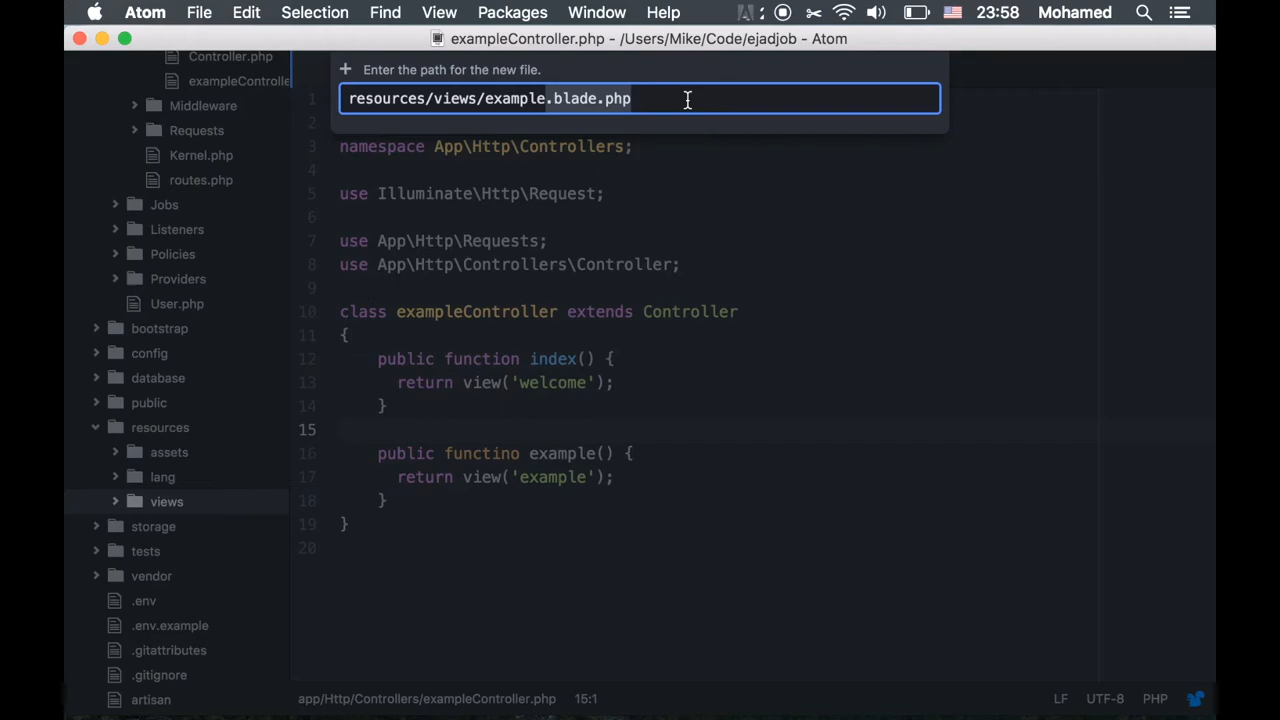 Atom File Edit Selection Find View Packages Window Help 23:58 Mohamed
exampleController.php - /Users/Mike/Code/ejadjob - Atom
Enter the path for the new file.
resources/views/example.blade.php
Controller.php
exampleControlle
Middleware
Requests
Kernel.php
routes.php
Jobs
Listeners
Policies
Providers
User.php
bootstrap
config
database
public
resources
assets
lang
views
storage
tests
vendor
.env
.env.example
.gitattributes
.gitignore
artisan
1
2
3 namespace App\Http\Controllers;
4
5 use Illuminate\Http\Request;
6
7 use App\Http\Requests;
8 use App\Http\Controllers\Controller;
9
10 class exampleController extends Controller
11 {
12 public function index() {
13 return view('welcome');
14 }
15
16 public functino example() {
17 return view('example');
18 }
19 }
20
app/Http/Controllers/exampleController.php 15:1 LF UTF-8 PHP